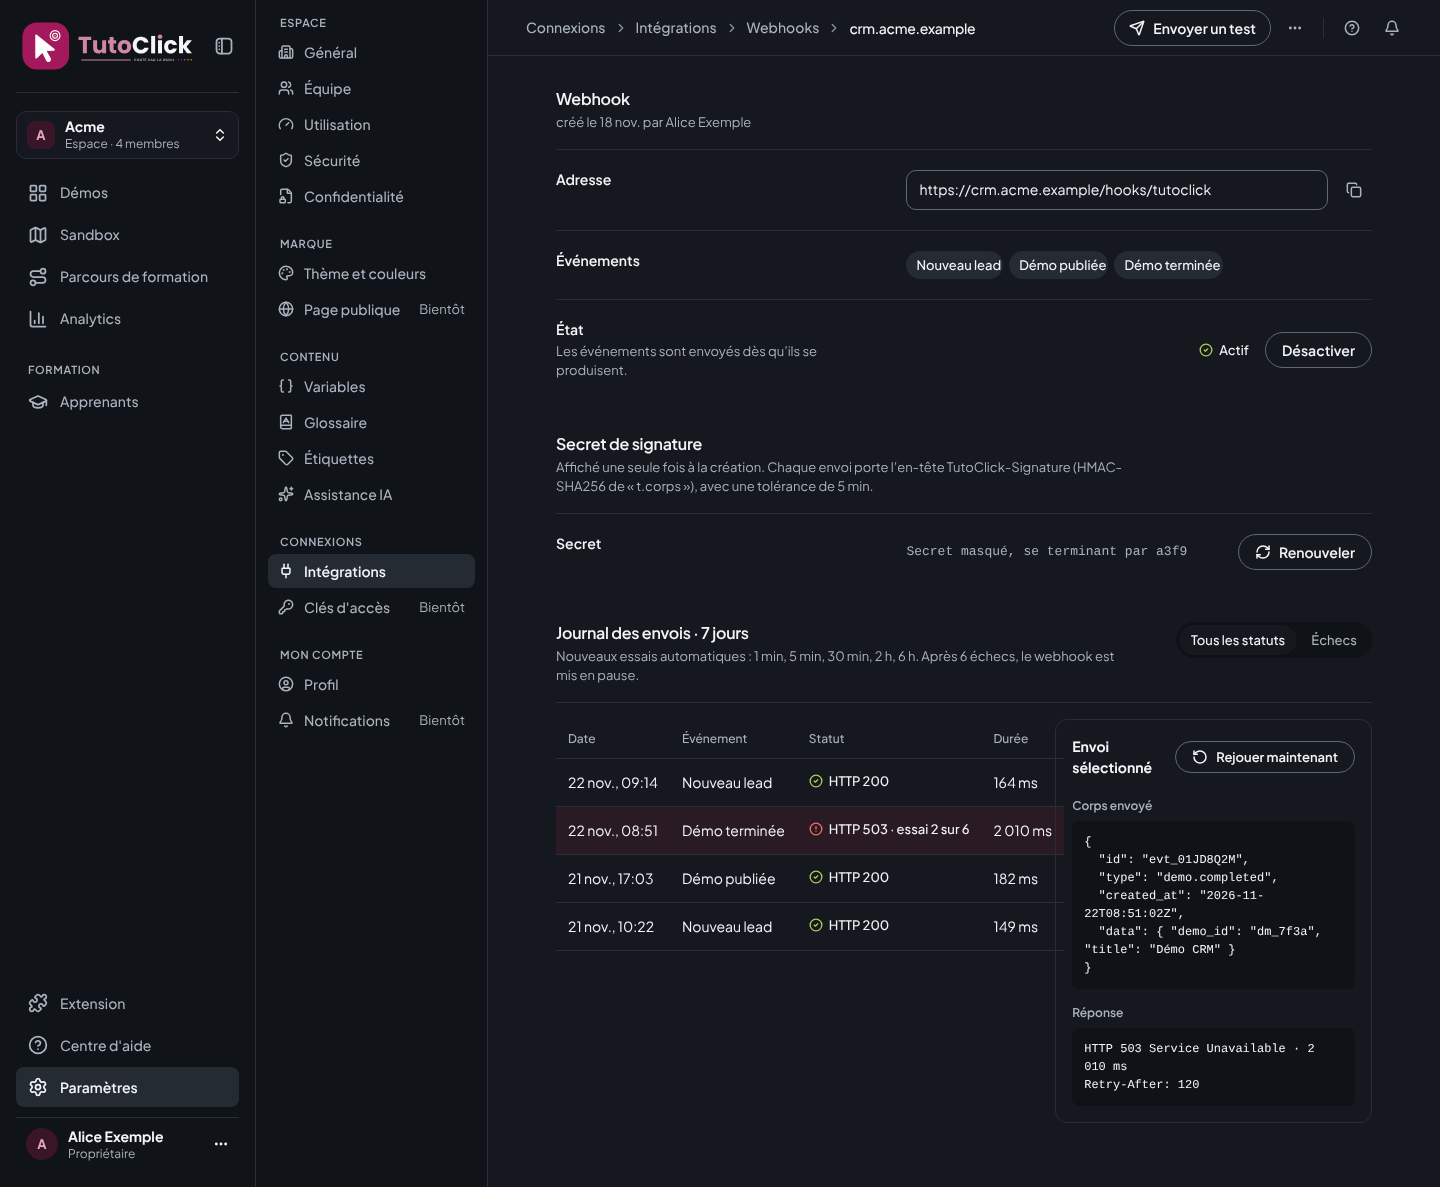 TutoClick
Acme
Espace · 4 membres
A
Démos
Sandbox
Parcours de formation
Analytics
FORMATION
Apprenants
Extension
Centre d'aide
Paramètres
A
Alice Exemple
Propriétaire
ESPACE
Général
Équipe
Utilisation
Sécurité
Confidentialité
MARQUE
Thème et couleurs
Page publique Bientôt
CONTENU
Variables
Glossaire
Étiquettes
Assistance IA
CONNEXIONS
Intégrations
Clés d'accès Bientôt
MON COMPTE
Profil
Notifications Bientôt
Connexions > Intégrations > Webhooks > crm.acme.example
Envoyer un test
Webhook
créé le 18 nov. par Alice Exemple
Adresse
https://crm.acme.example/hooks/tutoclick
Événements
Nouveau lead Démo publiée Démo terminée
État
Les événements sont envoyés dès qu’ils se
produisent.
Actif
Désactiver
Secret de signature
Affiché une seule fois à la création. Chaque envoi porte l’en-tête TutoClick-Signature (HMAC-
SHA256 de « t.corps »), avec une tolérance de 5 min.
Secret
Secret masqué, se terminant par a3f9
Renouveler
Journal des envois · 7 jours
Nouveaux essais automatiques : 1 min, 5 min, 30 min, 2 h, 6 h. Après 6 échecs, le webhook est
mis en pause.
Tous les statuts Échecs
Date Événement Statut Durée
22 nov., 09:14 Nouveau lead HTTP 200 164 ms
22 nov., 08:51 Démo terminée HTTP 503 · essai 2 sur 6 2 010 ms
21 nov., 17:03 Démo publiée HTTP 200 182 ms
21 nov., 10:22 Nouveau lead HTTP 200 149 ms
Envoi
sélectionné
Rejouer maintenant
Corps envoyé
{
"id": "evt_01JD8Q2M",
"type": "demo.completed",
"created_at": "2026-11-
22T08:51:02Z",
"data": { "demo_id": "dm_7f3a",
"title": "Démo CRM" }
}
Réponse
HTTP 503 Service Unavailable · 2
010 ms
Retry-After: 120